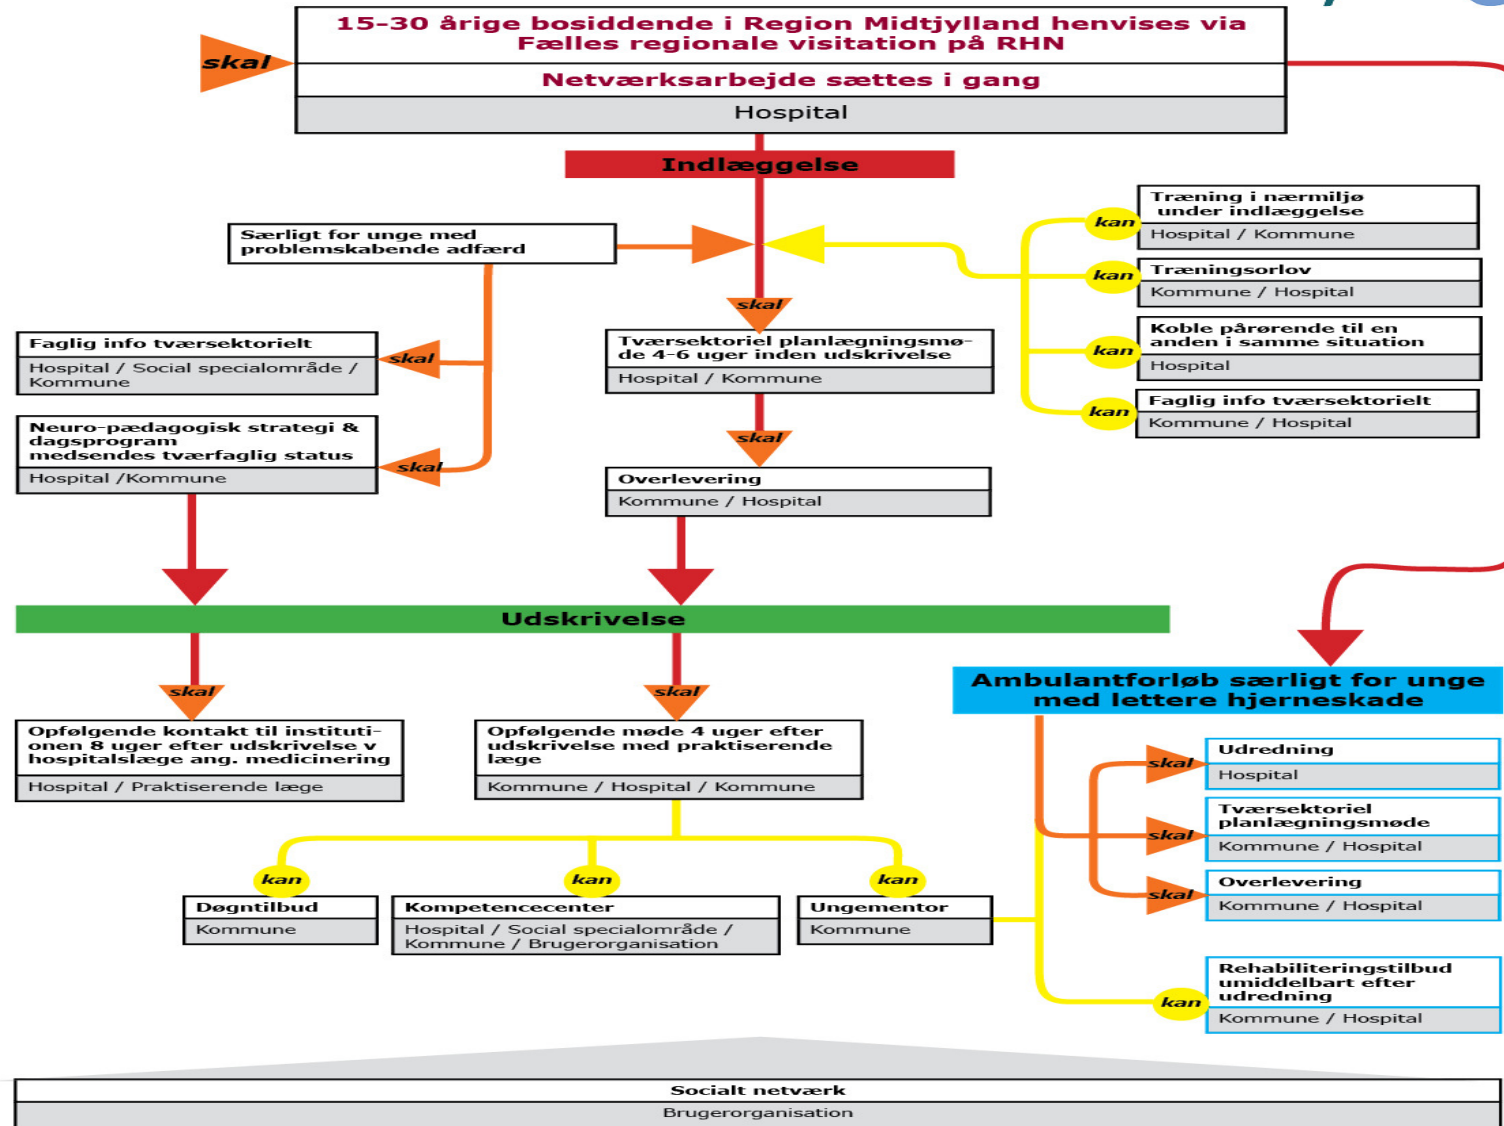 15-30 årige bosiddende i Region Midtjylland henvises via
Fælles regionale visitation på RHN
skal
Netværksarbejde sættes i gang
Hospital
Indlæggelse
Særligt for unge med
problemskabende adfærd
kan
Træning i nærmiljø
under indlæggelse
Hospital / Kommune
kan
Træningsorlov
Kommune / Hospital
kan
Koble pårørende til en
anden i samme situation
Hospital
kan
Faglig info tværsektorielt
Kommune / Hospital
skal
Faglig info tværsektorielt
Hospital / Social specialområde /
Kommune
skal
Neuro-pædagogisk strategi &
dagsprogram
medsendes tværfaglig status
Hospital /Kommune
skal
Tværsektoriel planlægningsmø-
de 4-6 uger inden udskrivelse
Hospital / Kommune
skal
Overlevering
Kommune / Hospital
Udskrivelse
skal
Opfølgende kontakt til instituti-
onen 8 uger efter udskrivelse v
hospitalslæge ang. medicinering
Hospital / Praktiserende læge
skal
Opfølgende møde 4 uger efter
udskrivelse med praktiserende
læge
Kommune / Hospital / Kommune
kan
Døgntilbud
Kommune
kan
Kompetencecenter
Hospital / Social specialområde /
Kommune / Brugerorganisation
kan
Ungementor
Kommune
Ambulantforløb særligt for unge
med lettere hjerneskade
skal
Udredning
Hospital
skal
Tværsektoriel
planlægningsmøde
Kommune / Hospital
skal
Overlevering
Kommune / Hospital
kan
Rehabiliteringstilbud
umiddelbart efter
udredning
Kommune / Hospital
Socialt netværk
Brugerorganisation